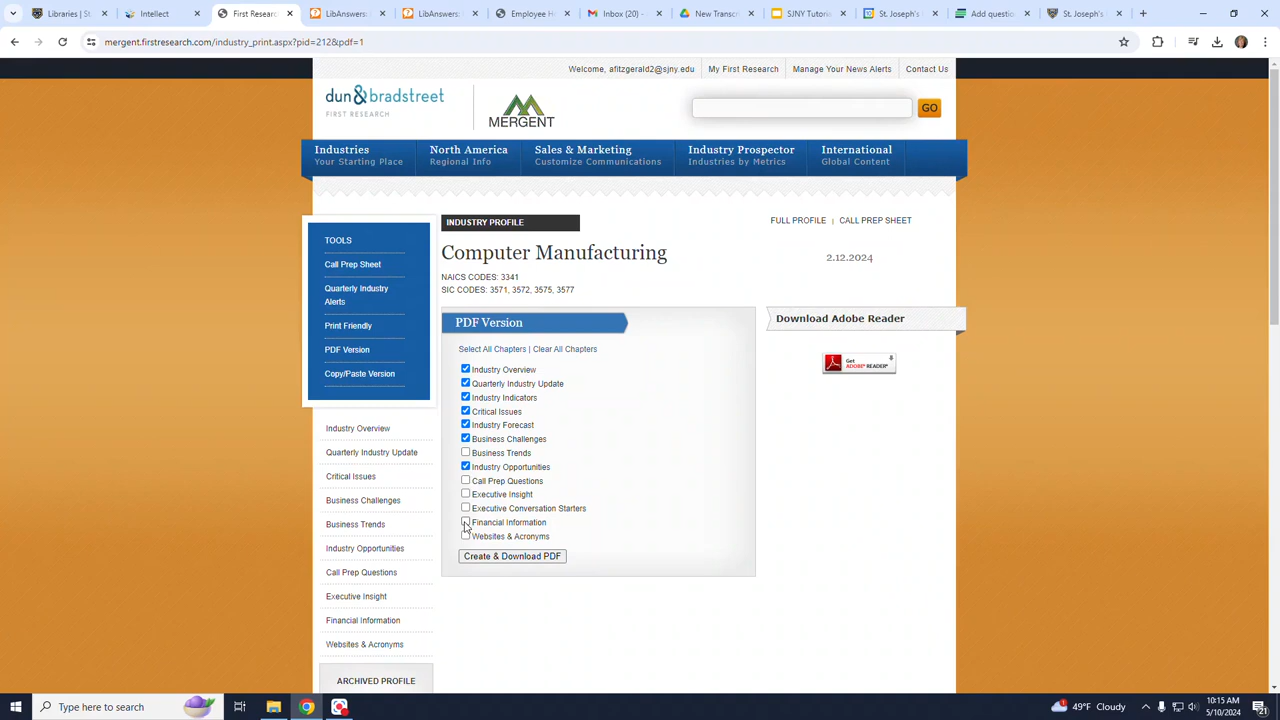 Libraries | St
Intellect
First Researc
LibAnswers:
LibAnswers:
Employee H
Inbox (20) -
New Transc
SJNY Tutoria
St. Joseph's
Add questio
St. Joseph's
mergent.firstresearch.com/industry_print.aspx?pid=212&pdf=1
Welcome, afitzgerald2@sjny.edu | My First Research | Manage Your News Alerts | Contact Us
dun&bradstreet
FIRST RESEARCH
MERGENT
GO
Industries
Your Starting Place
North America
Regional Info
Sales & Marketing
Customize Communications
Industry Prospector
Industries by Metrics
International
Global Content
TOOLS
Call Prep Sheet
Quarterly Industry
Alerts
Print Friendly
PDF Version
Copy/Paste Version
Industry Overview
Quarterly Industry Update
Critical Issues
Business Challenges
Business Trends
Industry Opportunities
Call Prep Questions
Executive Insight
Financial Information
Websites & Acronyms
ARCHIVED PROFILE
INDUSTRY PROFILE
FULL PROFILE | CALL PREP SHEET
Computer Manufacturing
2.12.2024
NAICS CODES: 3341
SIC CODES: 3571, 3572, 3575, 3577
PDF Version
Select All Chapters | Clear All Chapters
Industry Overview
Quarterly Industry Update
Industry Indicators
Critical Issues
Industry Forecast
Business Challenges
Business Trends
Industry Opportunities
Call Prep Questions
Executive Insight
Executive Conversation Starters
Financial Information
Websites & Acronyms
Create & Download PDF
Download Adobe Reader
Get
ADOBE® READER®
Type here to search
49°F Cloudy
10:15 AM
5/10/2024
21